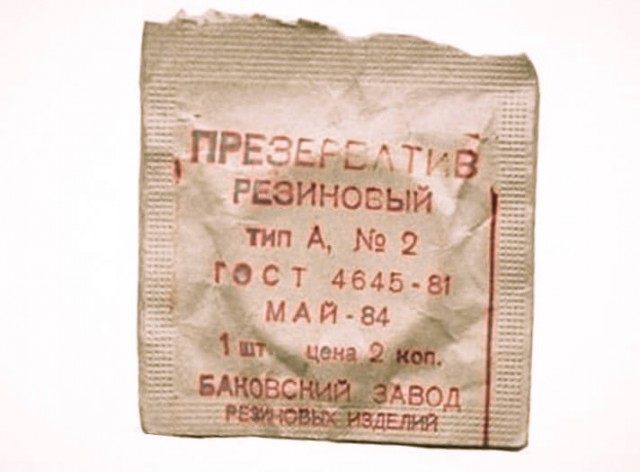 ПРЕЗЕРВАТИВ
РЕЗИНОВЫЙ
тип А, № 2
ГОСТ 4645-81
МАЙ-84
1 шт. цена 2 коп.
БАКОВСКИЙ ЗАВОД
РЕЗИНОВЫХ ИЗДЕЛИЙ